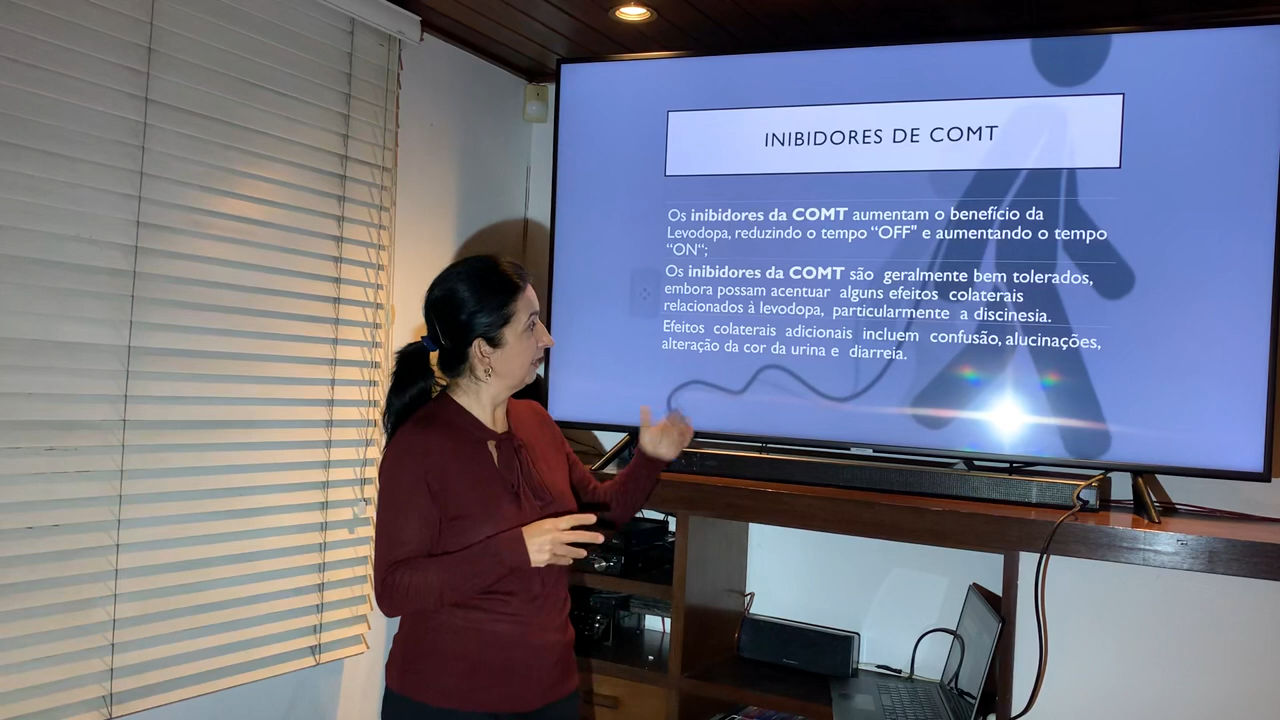 INIBIDORES DE COMT
Os inibidores da COMT aumentam o benefício da
Levodopa, reduzindo o tempo “OFF" e aumentando o tempo
“ON“;
Os inibidores da COMT são geralmente bem tolerados,
embora possam acentuar alguns efeitos colaterais
relacionados à levodopa, particularmente a discinesia.
Efeitos colaterais adicionais incluem confusão, alucinações,
alteração da cor da urina e diarreia.